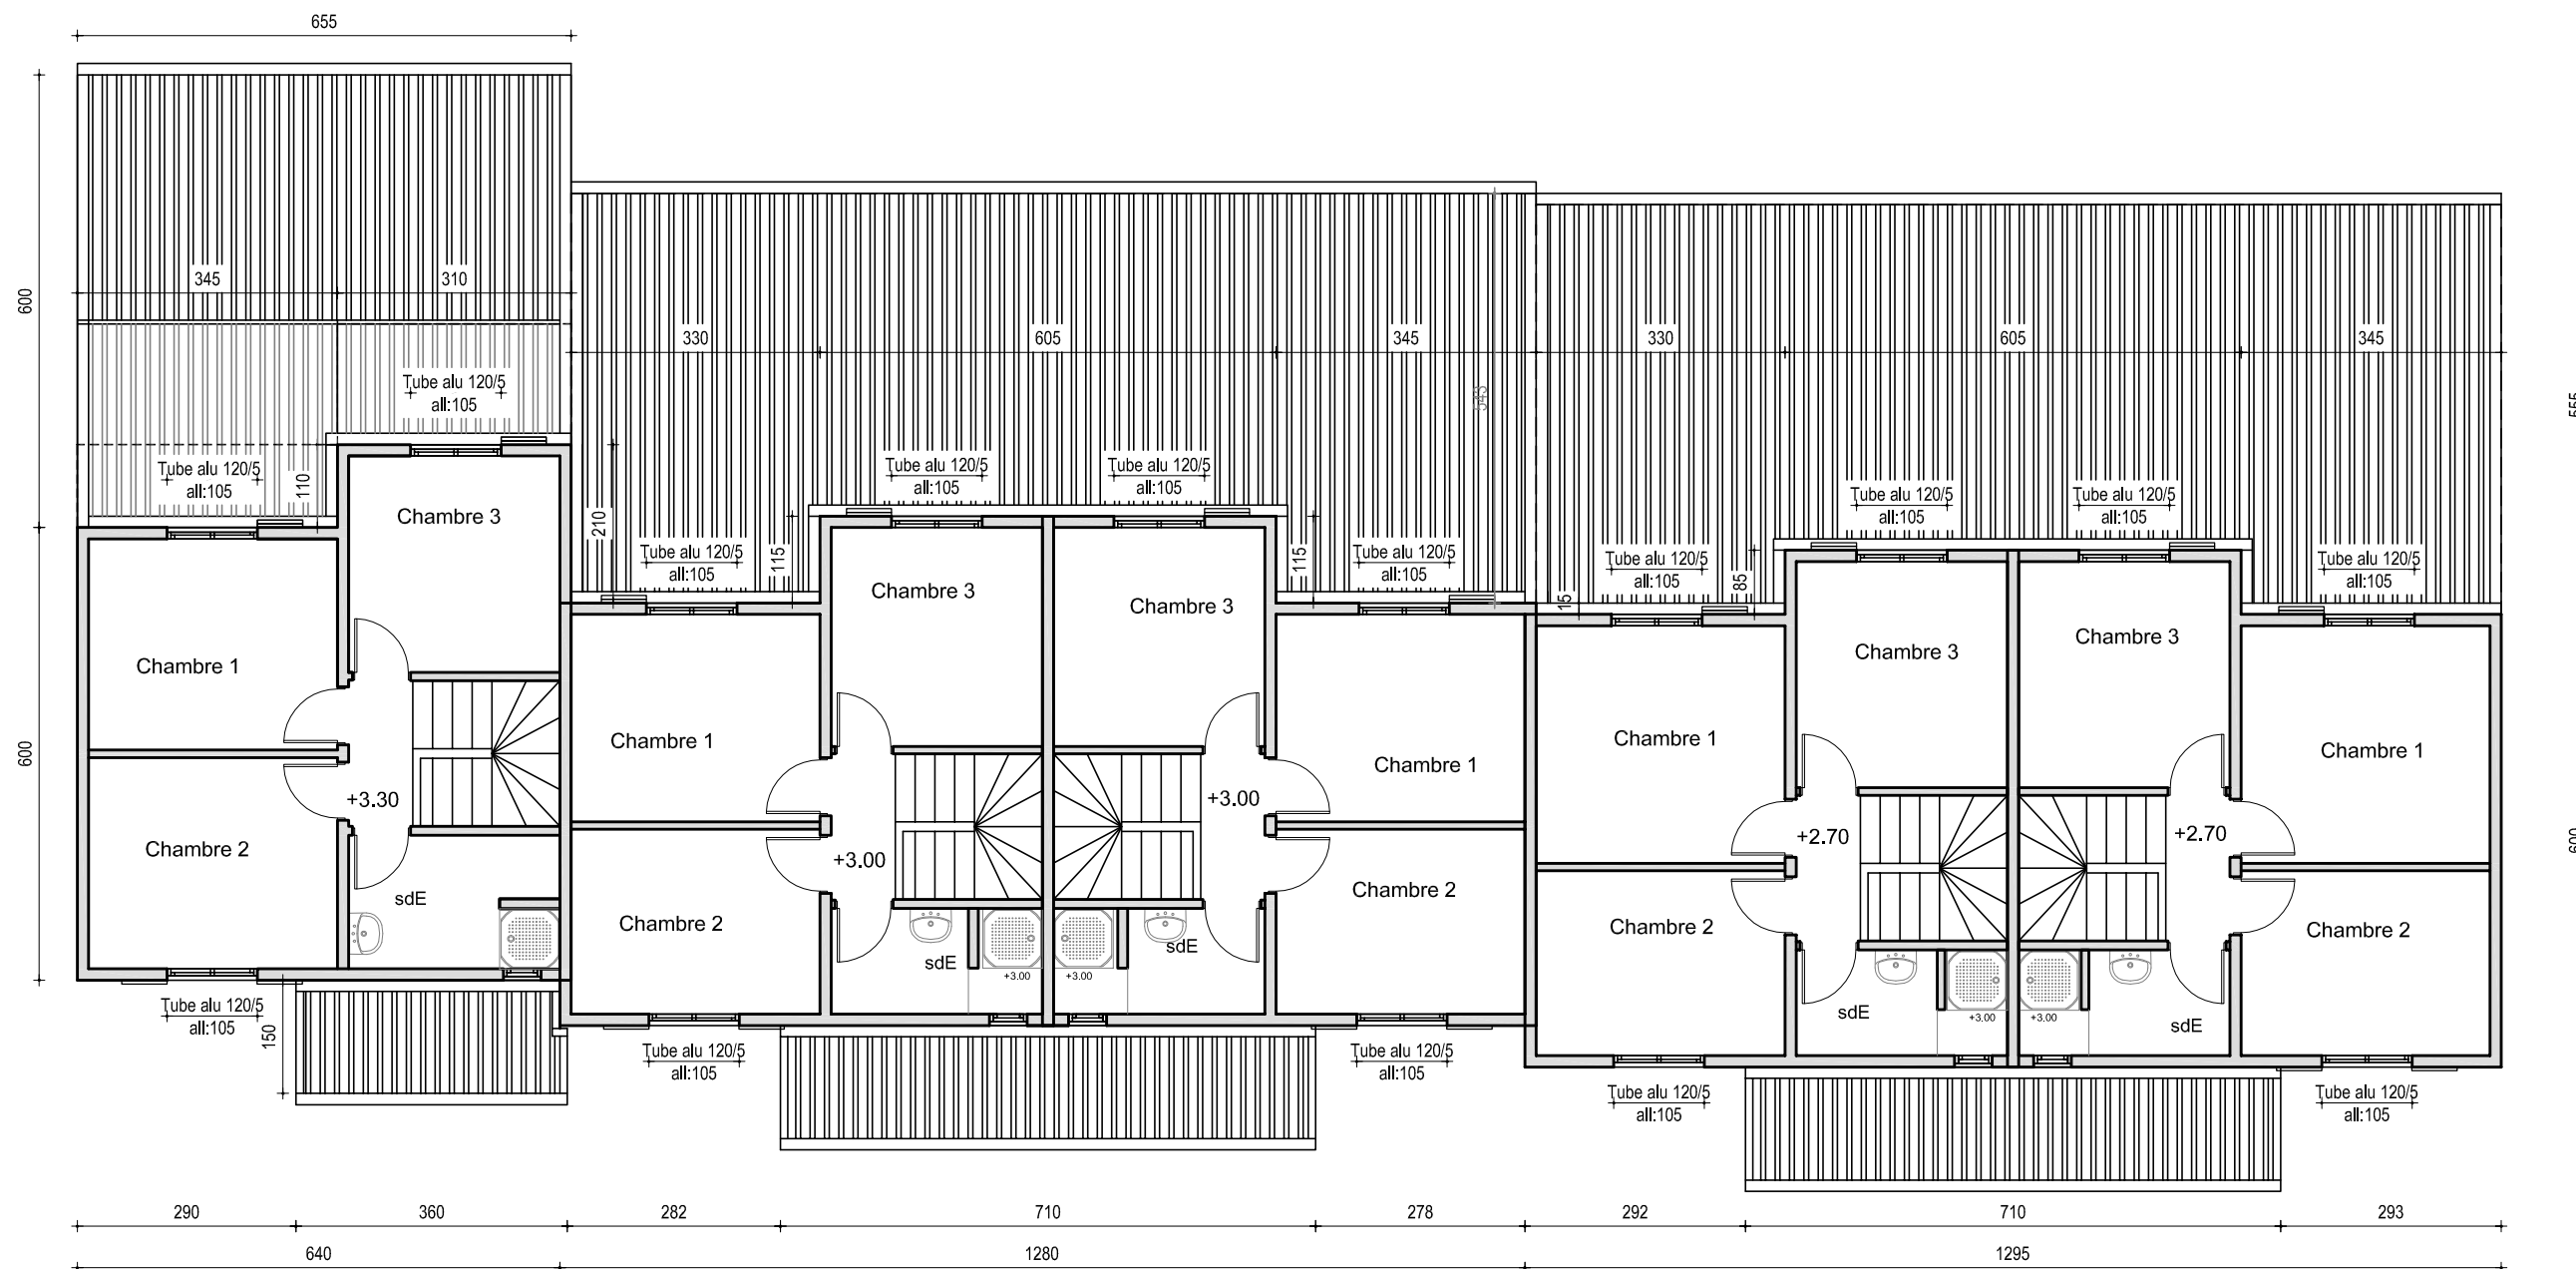 655
600
345 310
330 605 345 330 605 345
Tube alu 120/5
all:105
555
Tube alu 120/5
all:105
110
Tube alu 120/5
all:105
Tube alu 120/5
all:105
Tube alu 120/5
all:105
Tube alu 120/5
all:105
Chambre 3
210
Tube alu 120/5
all:105
115
115
Tube alu 120/5
all:105
Tube alu 120/5
all:105
85
15
Tube alu 120/5
all:105
Chambre 3
Chambre 3
Chambre 3
Chambre 3
Chambre 1
Chambre 1
Chambre 1
Chambre 1
Chambre 1
600
+3.30
+3.00
+2.70
+2.70
600
Chambre 2
+3.00
sdE
Chambre 2
Chambre 2
Chambre 2
Chambre 2
sdE
+3.00
+3.00
sdE
sdE
+3.00
+3.00
sdE
Tube alu 120/5
all:105
150
Tube alu 120/5
all:105
Tube alu 120/5
all:105
Tube alu 120/5
all:105
Tube alu 120/5
all:105
290 360 282 710 278 292 710 293
640 1280 1295